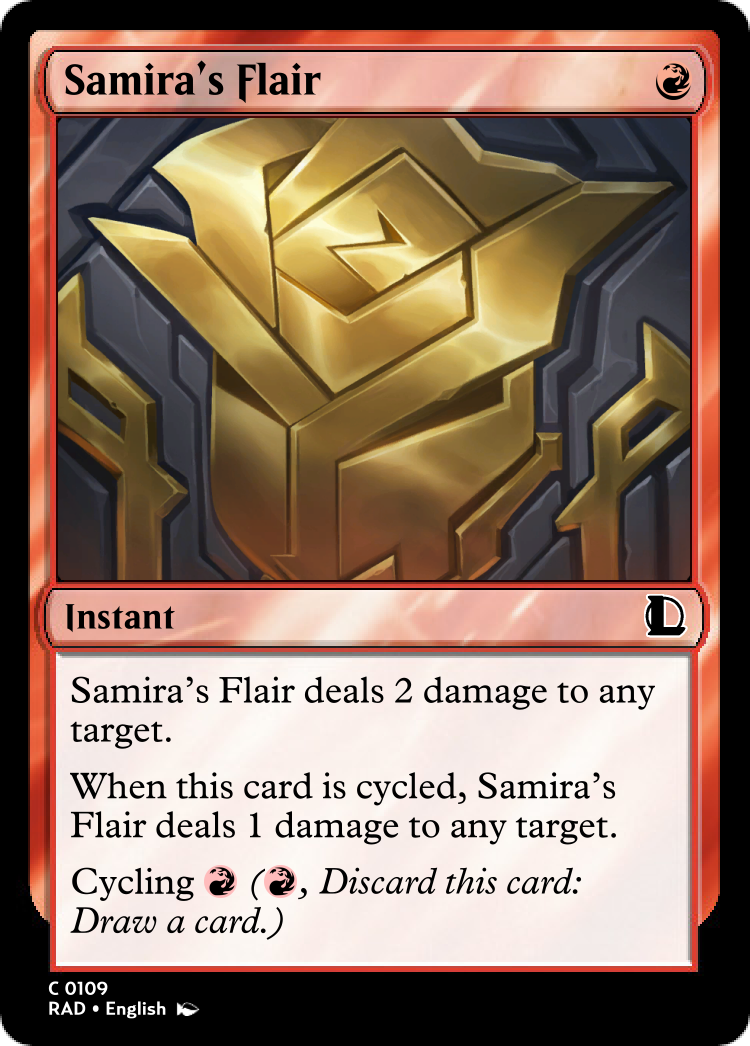 Samira's Flair
Instant
Samira's Flair deals 2 damage to any
target.
When this card is cycled, Samira's
Flair deals 1 damage to any target.
Cycling (, Discard this card:
Draw a card.)
C 0109
RAD • English